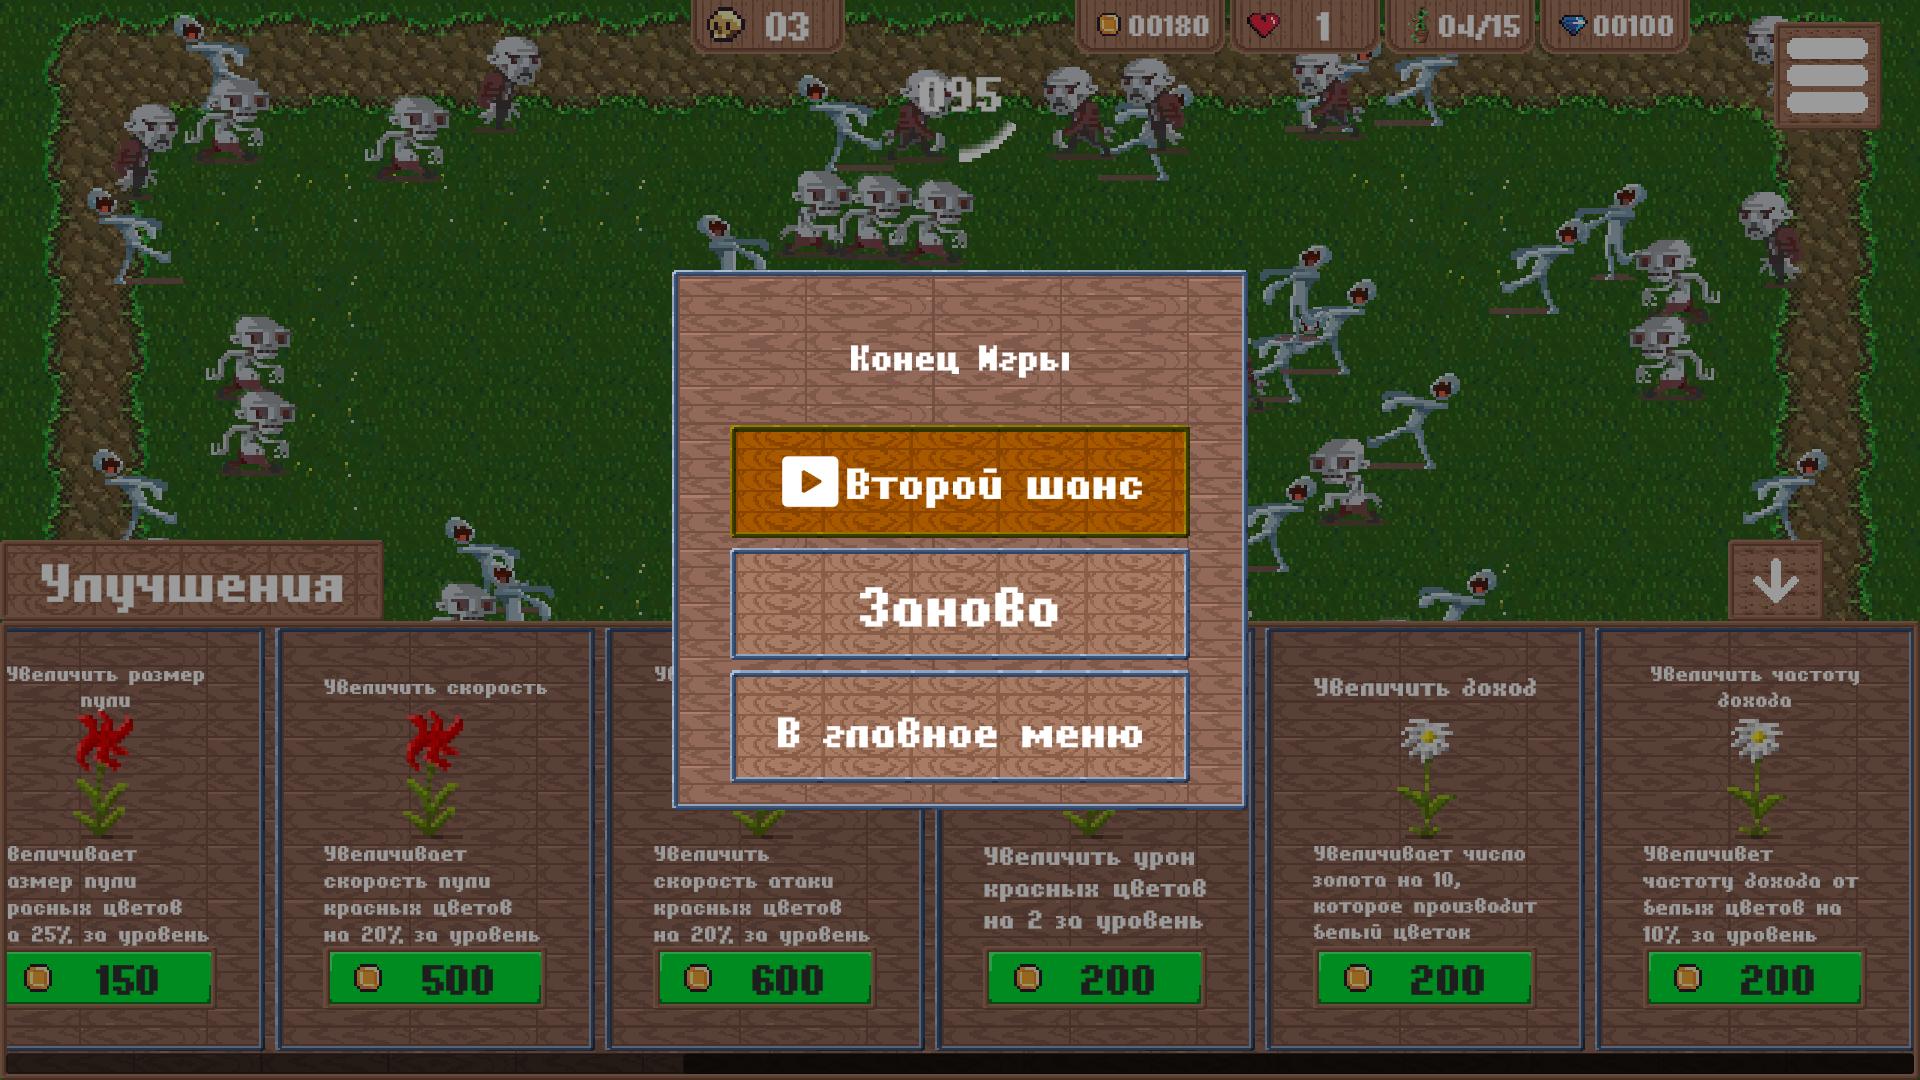 03
00180
1
04/15
00100
095
Конец Игры
Второй шанс
Заново
В главное меню
Улучшения
Увеличить размер
пули
Увеличить скорость
Ув
Увеличить доход
Увеличить частоту
дохода
величивает
азмер пули
расных цветов
а 25% за уровень
Увеличивает
скорость пули
красных цветов
на 20% за уровень
Увеличить
скорость атаки
красных цветов
на 20% за уровень
Увеличить урон
красных цветов
на 2 за уровень
Увеличивает число
золота на 10,
которое производит
белый цветок
Увеличивет
частоту дохода от
белых цветов на
10% за уровень
150
500
600
200
200
200